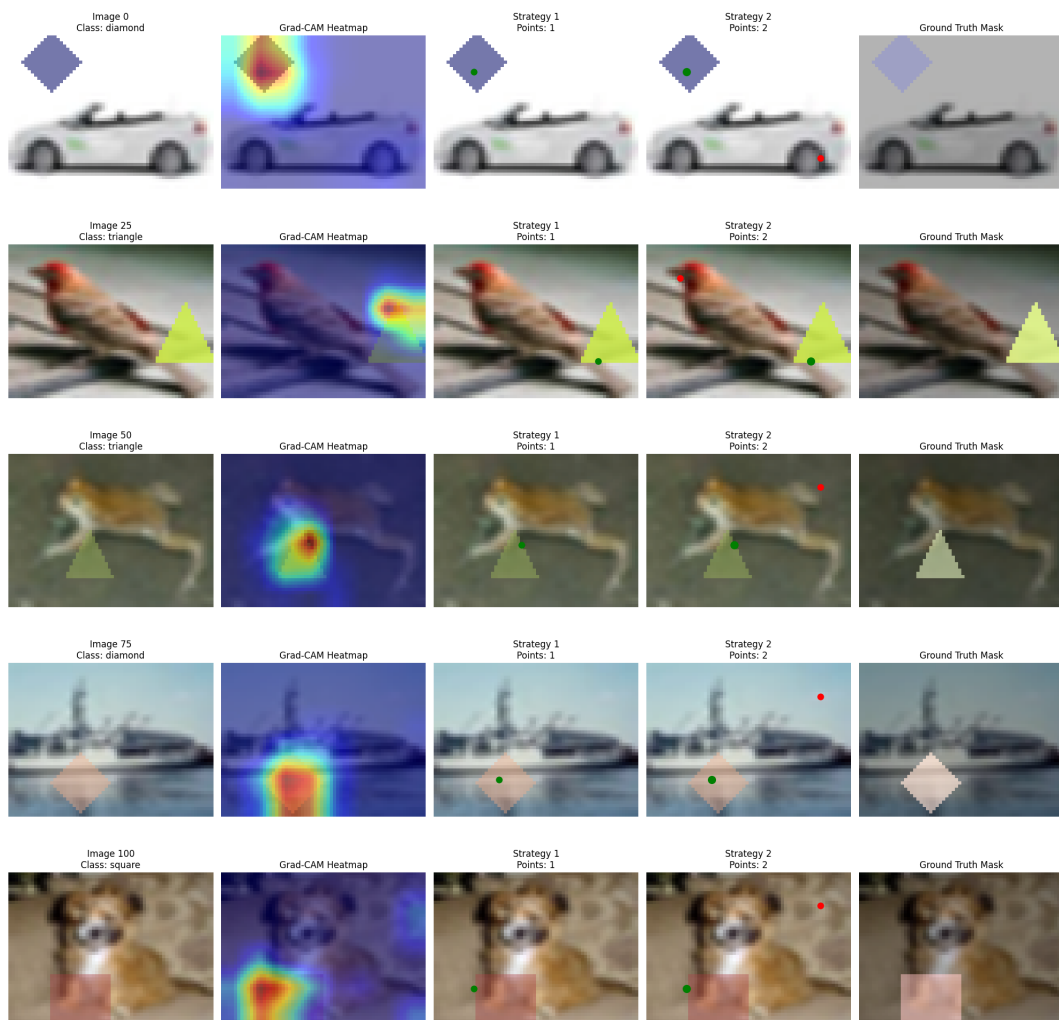 Image 0
Class: diamond
Grad-CAM Heatmap
Strategy 1
Points: 1
Strategy 2
Points: 2
Ground Truth Mask
Image 25
Class: triangle
Grad-CAM Heatmap
Strategy 1
Points: 1
Strategy 2
Points: 2
Ground Truth Mask
Image 50
Class: triangle
Grad-CAM Heatmap
Strategy 1
Points: 1
Strategy 2
Points: 2
Ground Truth Mask
Image 75
Class: diamond
Grad-CAM Heatmap
Strategy 1
Points: 1
Strategy 2
Points: 2
Ground Truth Mask
Image 100
Class: square
Grad-CAM Heatmap
Strategy 1
Points: 1
Strategy 2
Points: 2
Ground Truth Mask